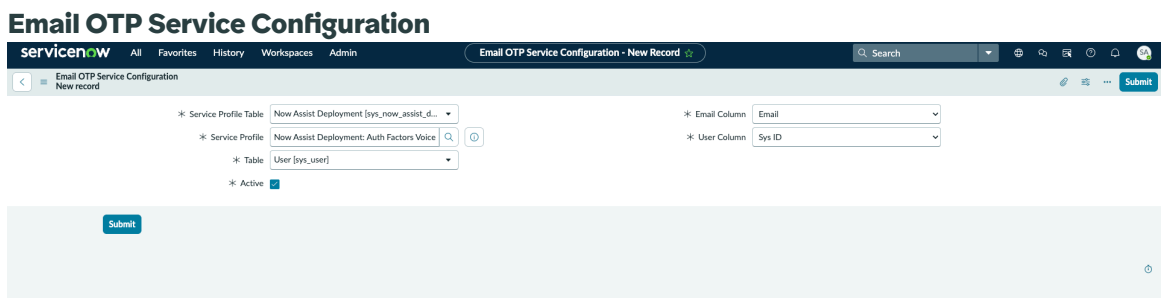 Email OTP Service Configuration
servicenow All Favorites History Workspaces Admin Email OTP Service Configuration - New Record ☆ Search SA
Email OTP Service Configuration
New record
Submit
Service Profile Table Now Assist Deployment [sys_now_assist_d... Email Column Email
Service Profile Now Assist Deployment: Auth Factors Voice User Column Sys ID
Table User [sys_user]
Active
Submit